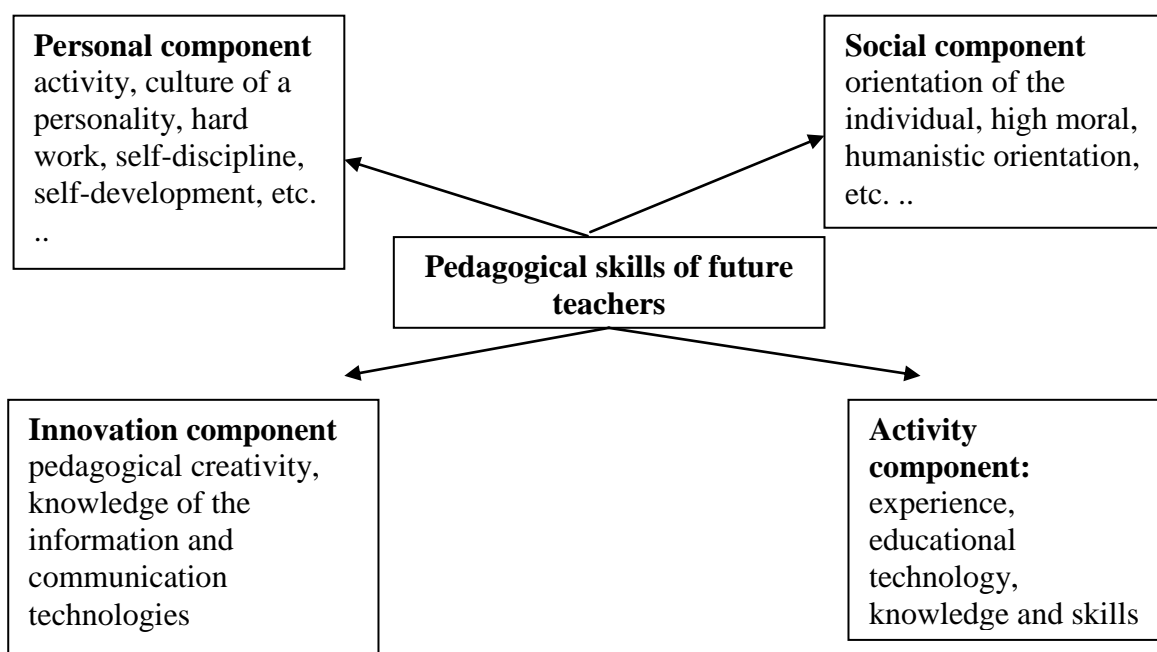 Personal component
activity, culture of a
personality, hard
work, self-discipline,
self-development, etc.
..
Social component
orientation of the
individual, high moral,
humanistic orientation,
etc. ..
Pedagogical skills of future
teachers
Innovation component
pedagogical creativity,
knowledge of the
information and
communication
technologies
Activity
component:
experience,
educational
technology,
knowledge and skills